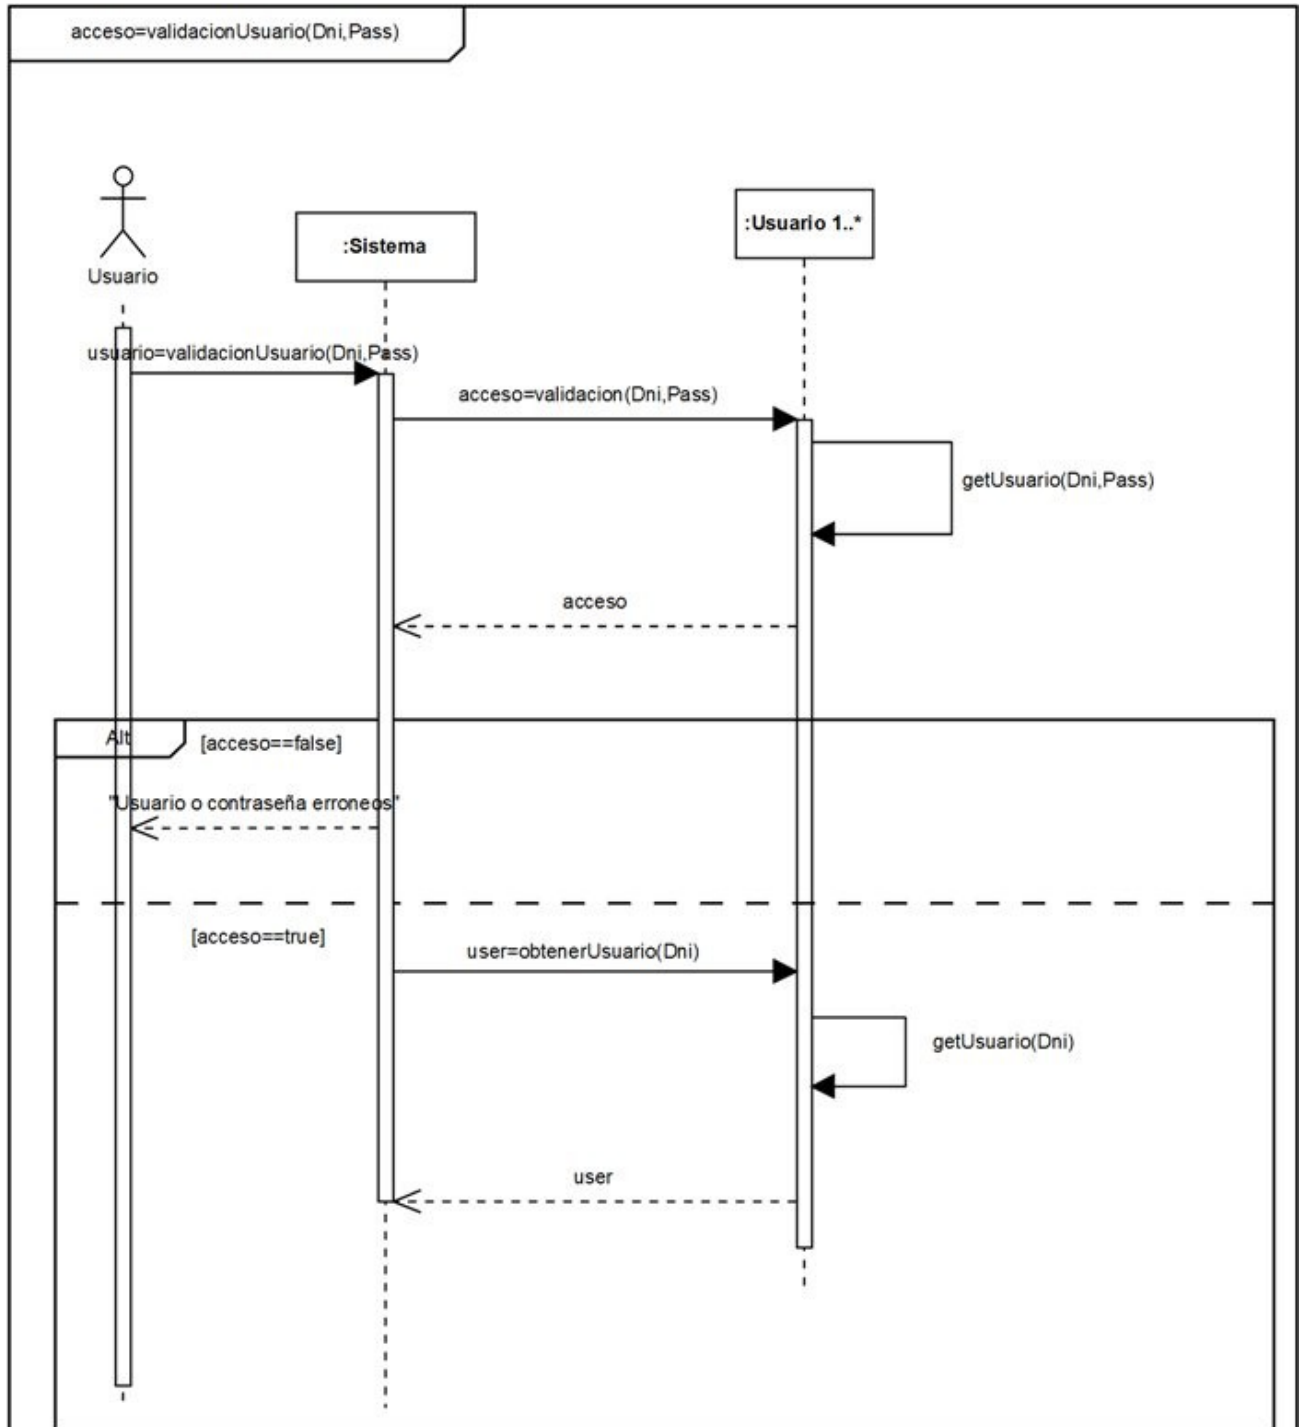 acceso=validacionUsuario(Dni,Pass)
:Usuario 1..*
:Sistema
Usuario
usuario=validacionUsuario(Dni,Pass)
acceso=validacion(Dni,Pass)
getUsuario(Dni,Pass)
acceso
Alt
[acceso==false]
"Usuario o contraseña erroneos"
[acceso==true]
user=obtenerUsuario(Dni)
getUsuario(Dni)
user